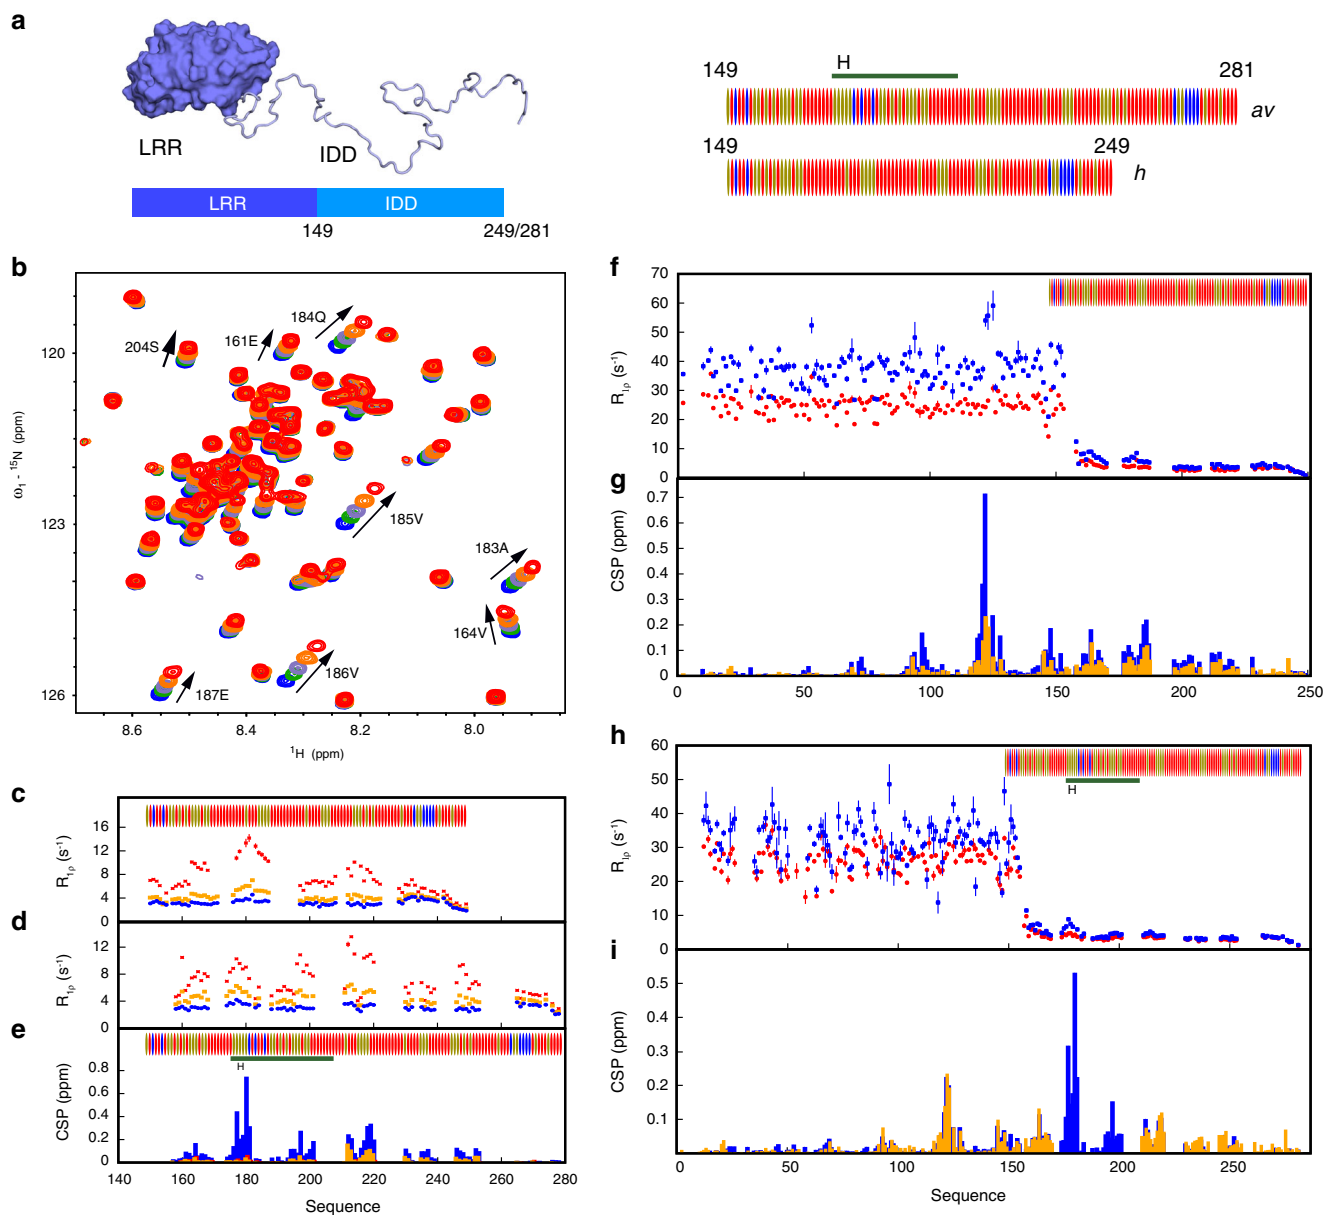 a
LRR
IDD
LRR
IDD
149
249/281
149
H
281
av
149
249
h
b
ω₁ - ¹⁵N (ppm)
120
123
126
204S
161E
184Q
185V
183A
164V
186V
187E
8.6
8.4
8.2
8.0
¹H (ppm)
c
R₁ρ (s⁻¹)
16
12
8
4
0
d
R₁ρ (s⁻¹)
12
8
4
0
e
H
CSP (ppm)
0.8
0.6
0.4
0.2
0
140
160
180
200
220
240
260
280
Sequence
f
R₁ρ (s⁻¹)
70
60
50
40
30
20
10
0
g
CSP (ppm)
0.7
0.6
0.5
0.4
0.3
0.2
0.1
0
0
50
100
150
200
250
h
R₁ρ (s⁻¹)
60
50
40
30
20
10
0
H
i
CSP (ppm)
0.5
0.4
0.3
0.2
0.1
0
50
100
150
200
250
Sequence